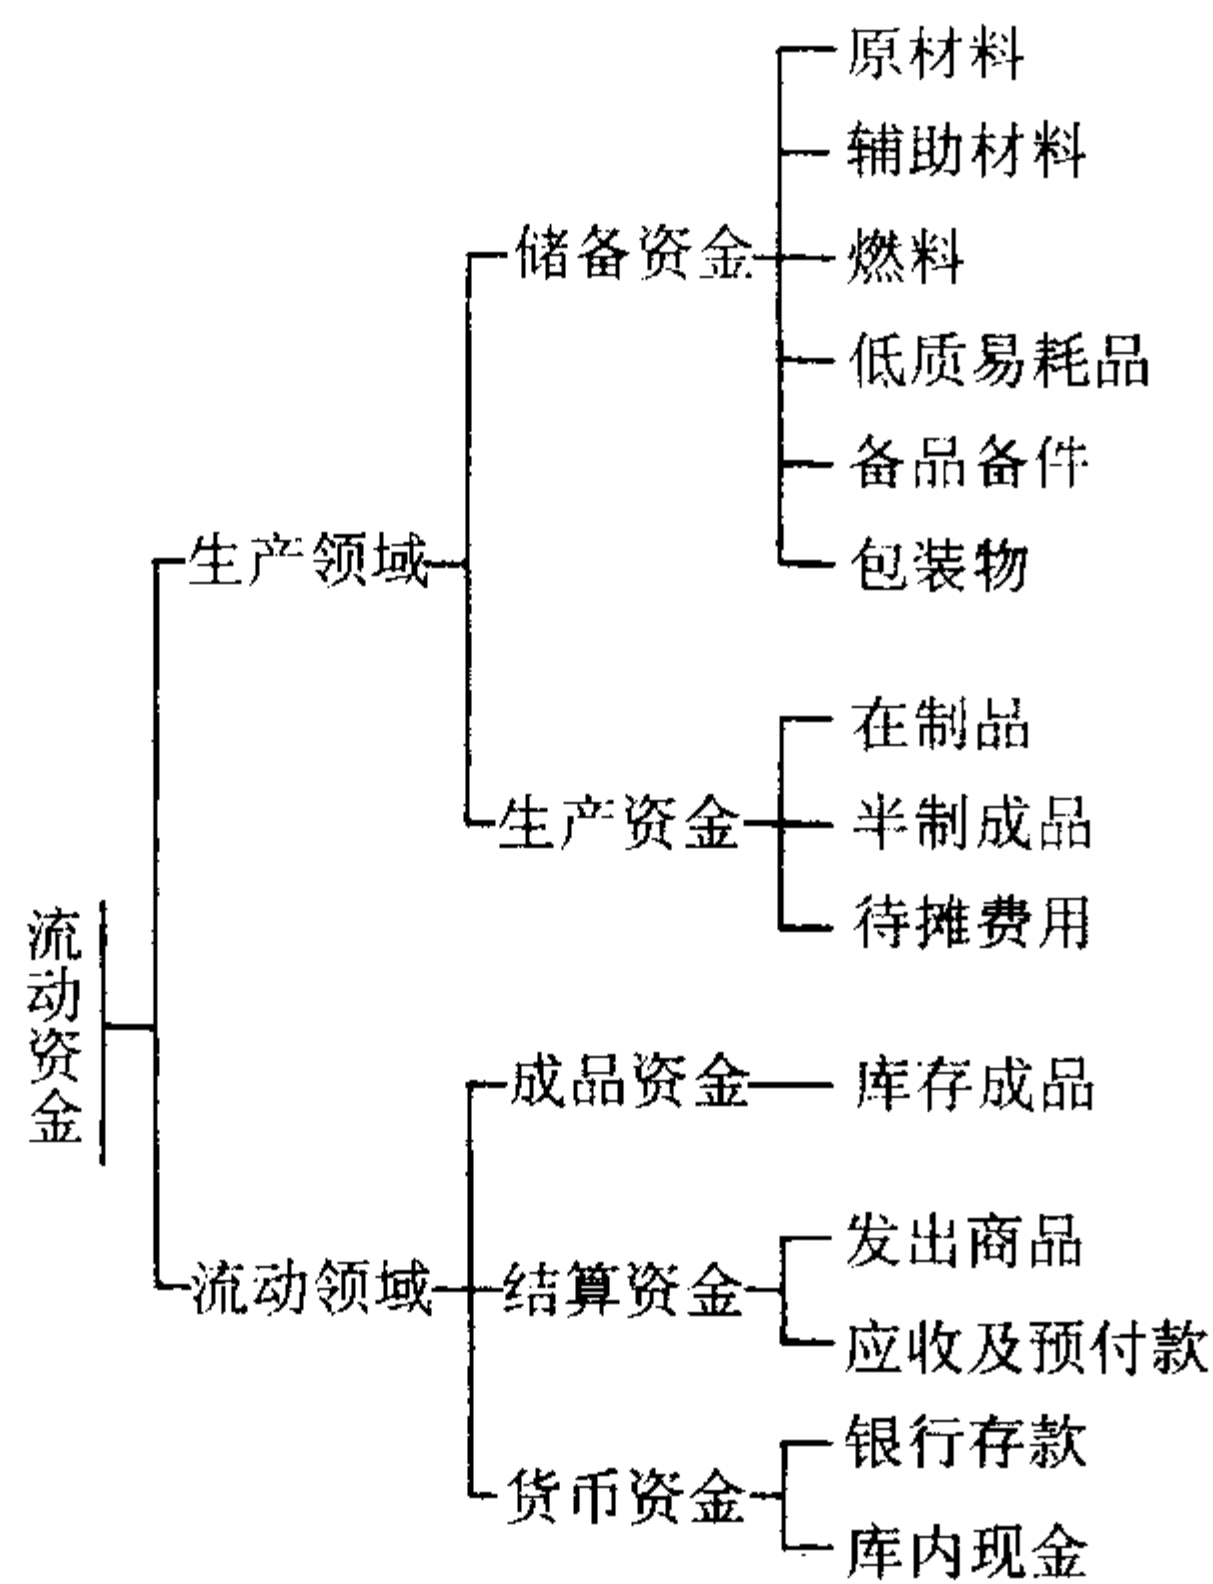 流动资金
生产领域
储备资金
原材料
辅助材料
燃料
低质易耗品
备品备件
包装物
生产资金
在制品
半制成品
待摊费用
流动领域
成品资金
库存成品
结算资金
发出商品
应收及预付款
货币资金
银行存款
库内现金